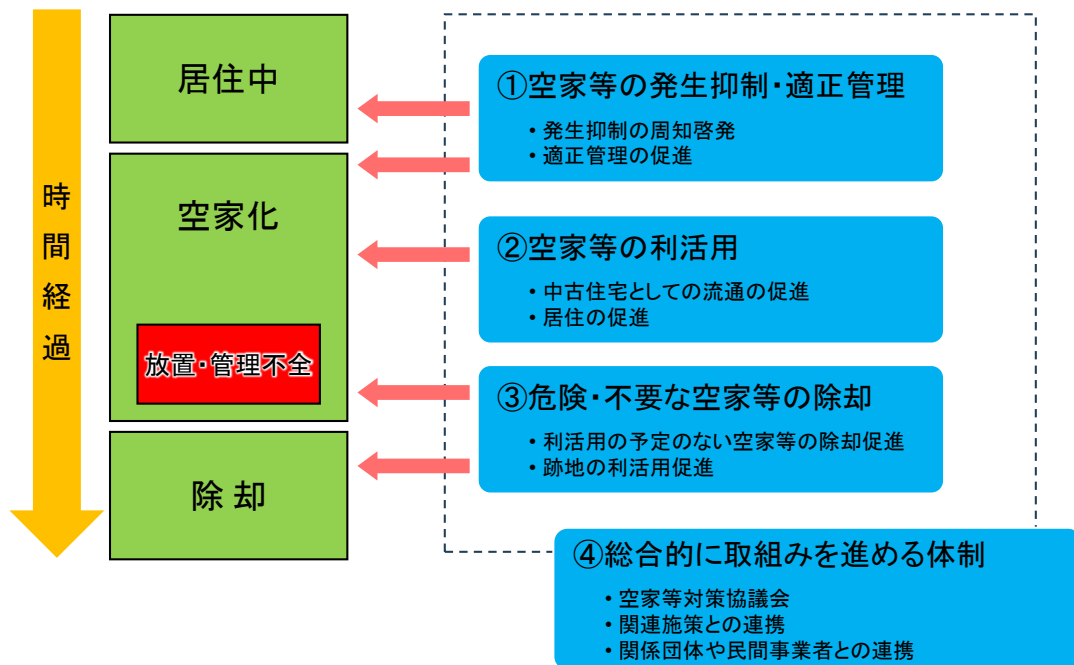 時間経過
居住中
空家化
放置・管理不全
除却
①空家等の発生抑制・適正管理
・発生抑制の周知啓発
・適正管理の促進
②空家等の利活用
・中古住宅としての流通の促進
・居住の促進
③危険・不要な空家等の除却
・利活用の予定のない空家等の除却促進
・跡地の利活用促進
④総合的に取組みを進める体制
・空家等対策協議会
・関連施策との連携
・関係団体や民間事業者との連携